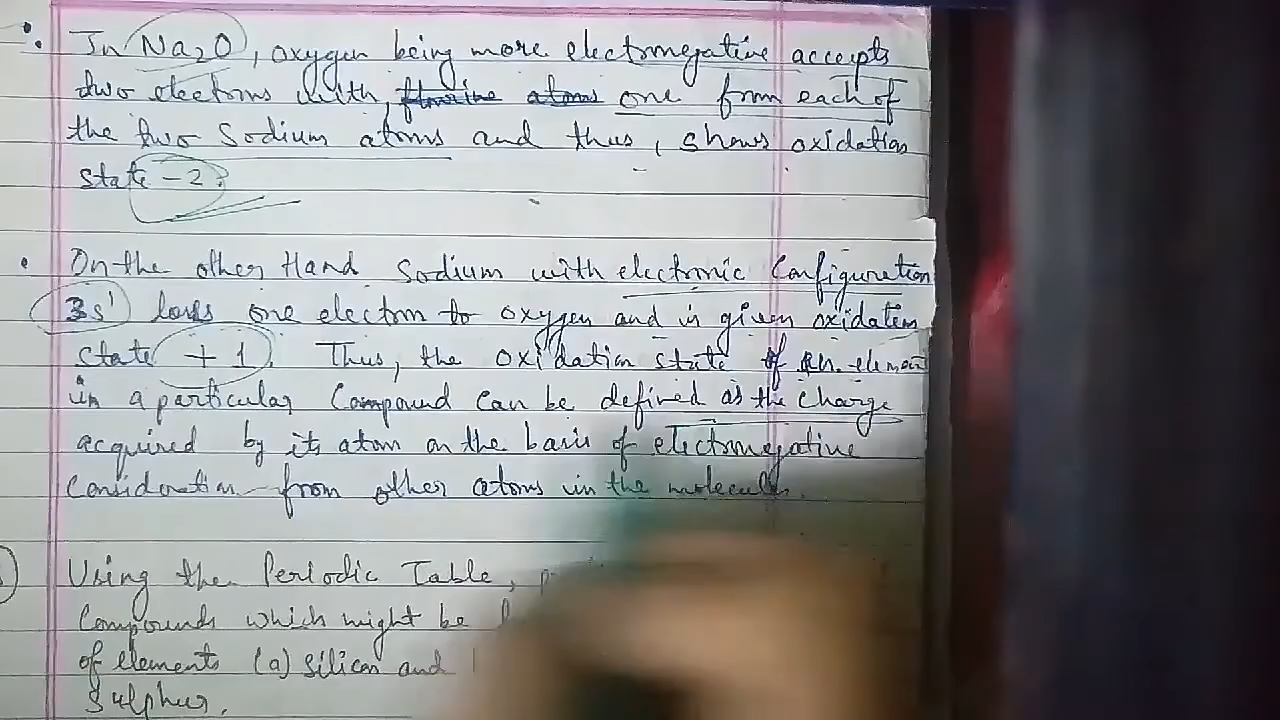 In Na2O, oxygen being more electronegative accepts
two electrons with, fluorine atoms one from each of
the two Sodium atoms and thus, shows oxidation
state -2.
On the other Hand Sodium with electronic Configuration
3s¹ loses one electron to oxygen and is given oxidation
state +1. Thus, the oxidation state of an element
in a particular Compound can be defined as the charge
acquired by its atom on the basis of electronegative
Consideration from other atoms in the molecule.
Using the Periodic Table,
Compounds which might be
of elements (a) Silicon and
Sulphur.